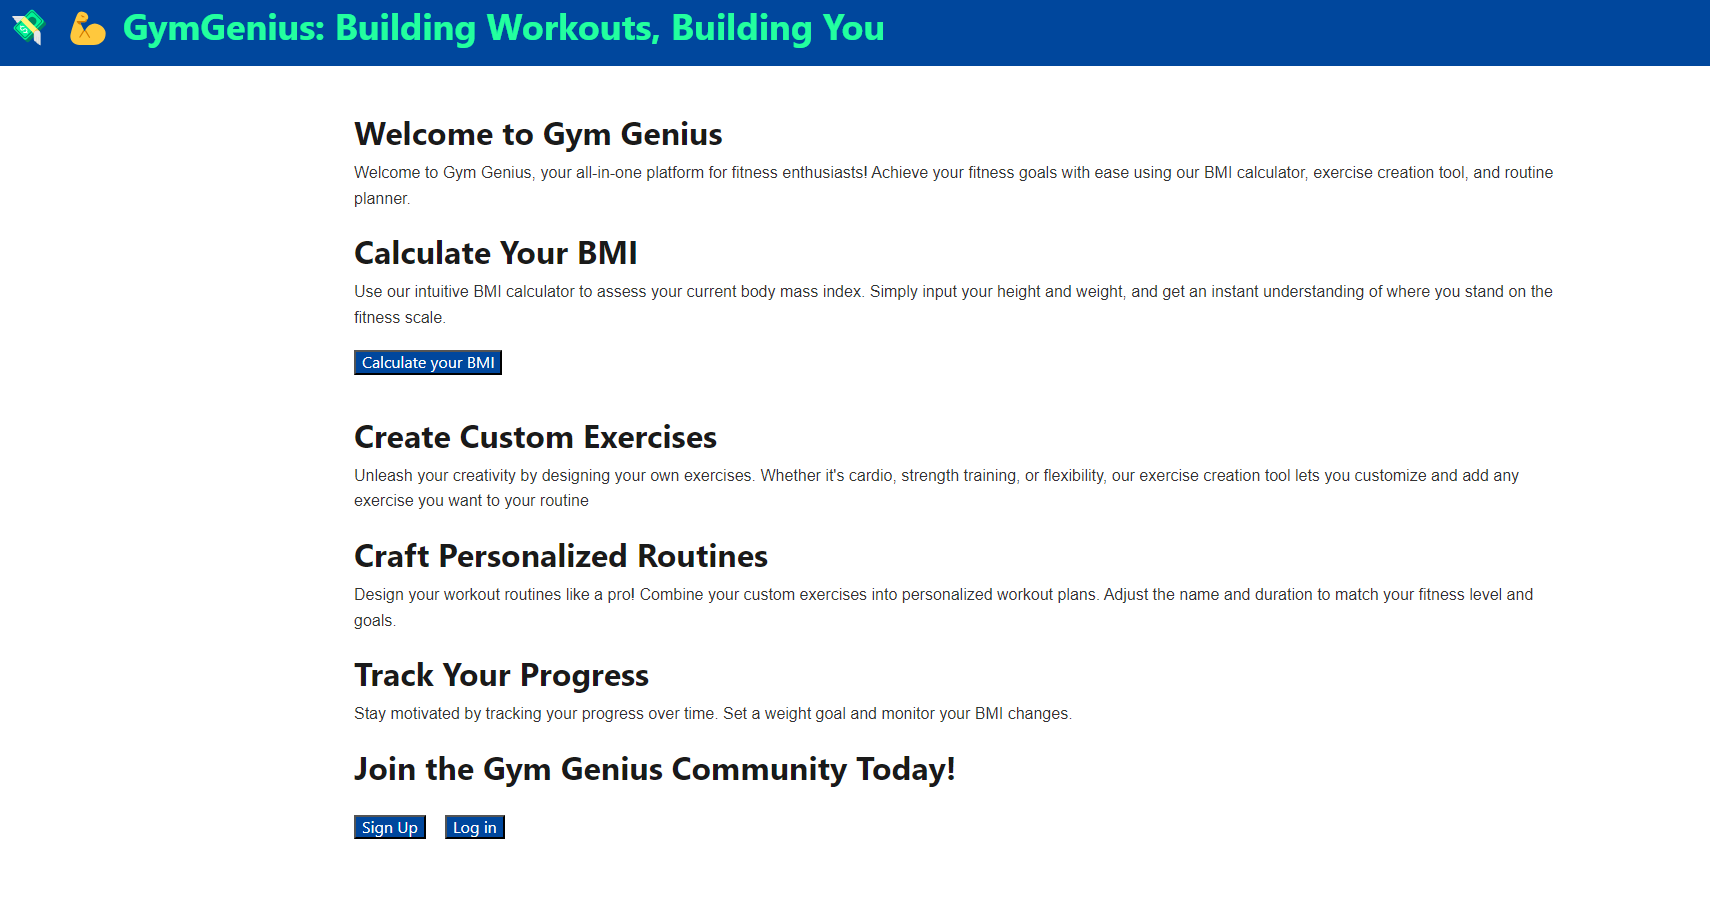 GymGenius: Building Workouts, Building You
Welcome to Gym Genius
Welcome to Gym Genius, your all-in-one platform for fitness enthusiasts! Achieve your fitness goals with ease using our BMI calculator, exercise creation tool, and routine
planner.
Calculate Your BMI
Use our intuitive BMI calculator to assess your current body mass index. Simply input your height and weight, and get an instant understanding of where you stand on the
fitness scale.
Calculate your BMI
Create Custom Exercises
Unleash your creativity by designing your own exercises. Whether it's cardio, strength training, or flexibility, our exercise creation tool lets you customize and add any
exercise you want to your routine
Craft Personalized Routines
Design your workout routines like a pro! Combine your custom exercises into personalized workout plans. Adjust the name and duration to match your fitness level and
goals.
Track Your Progress
Stay motivated by tracking your progress over time. Set a weight goal and monitor your BMI changes.
Join the Gym Genius Community Today!
Sign Up Log in